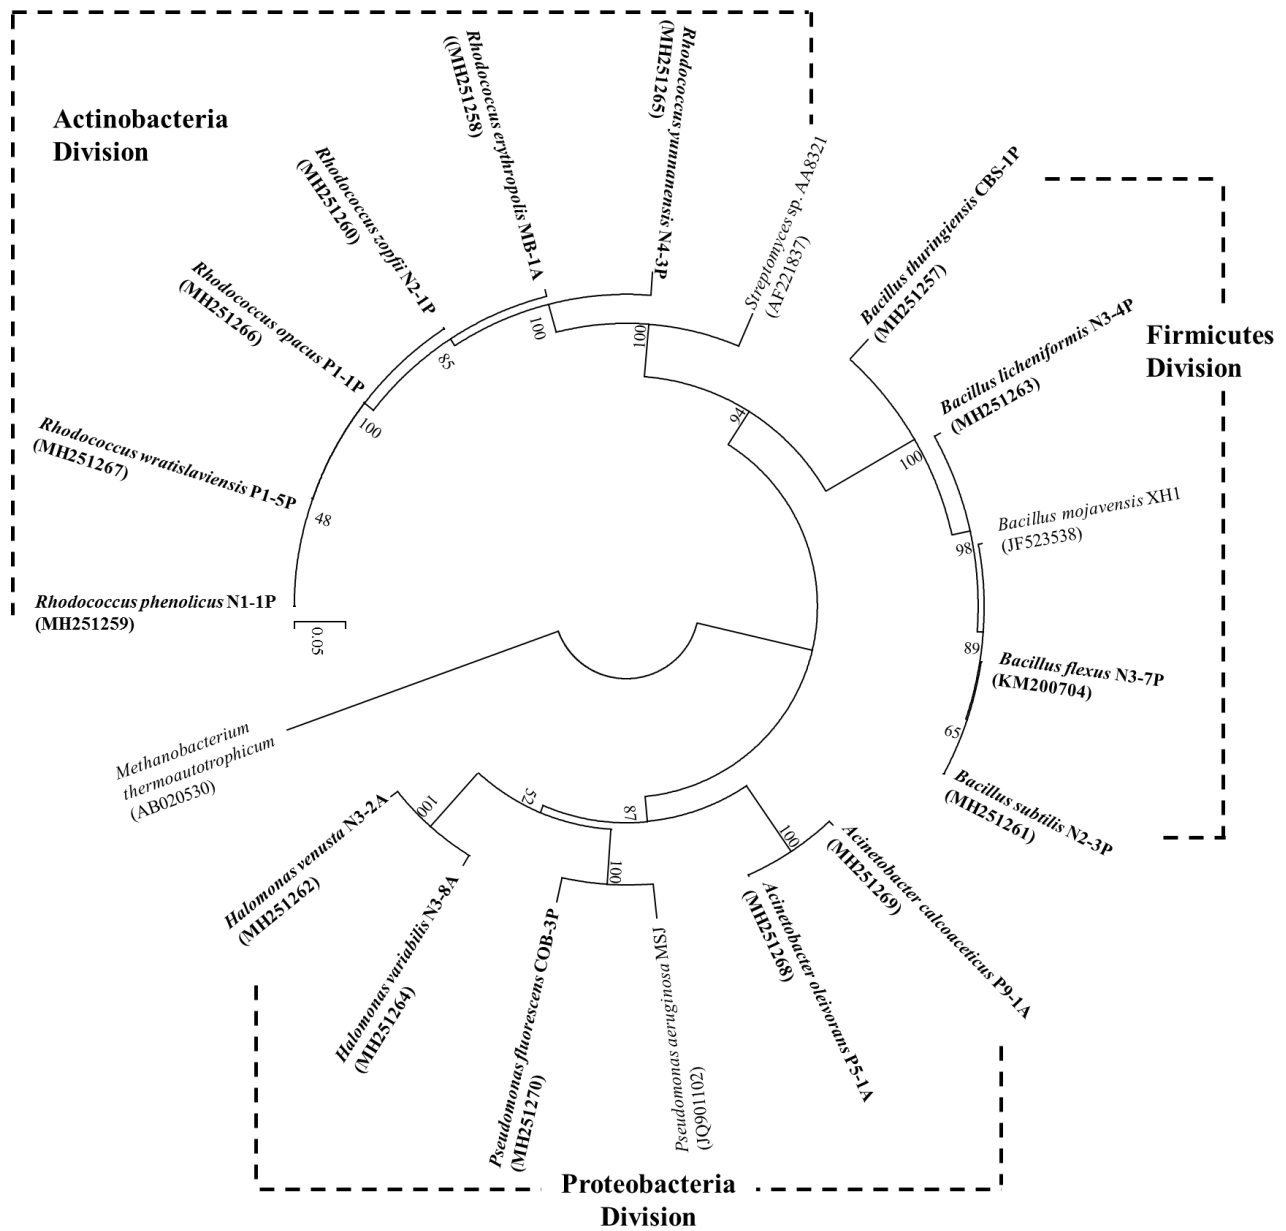 Actinobacteria
Division
Rhodococcus erythropolis MB-1A
((MH251258)
Rhodococcus yunnanensis N4-3P
(MH251265)
Rhodococcus zopfii N2-1P
(MH251260)
Rhodococcus opacus P1-1P
(MH251266)
Rhodococcus wratislaviensis P1-5P
(MH251267)
Rhodococcus phenolicus N1-1P
(MH251259)
Streptomyces sp. AA8321
(AF221837)
100
85
100
48
100
94
0.05
Firmicutes
Division
Bacillus thuringiensis CBS-1P
(MH251257)
Bacillus licheniformis N3-4P
(MH251263)
Bacillus mojavensis XH1
(JF523538)
Bacillus flexus N3-7P
(KM200704)
Bacillus subtilis N2-3P
(MH251261)
100
98
89
65
Methanobacterium
thermoautotrophicum
(AB020530)
Halomonas venusta N3-2A
(MH251262)
Halomonas variabilis N3-8A
(MH251264)
Pseudomonas fluorescens COB-3P
(MH251270)
Pseudomonas aeruginosa MSJ
(JQ901102)
Acinetobacter oleivorans P5-1A
(MH251268)
Acinetobacter calcoaceticus P9-1A
(MH251269)
100
52
100
87
100
Proteobacteria
Division